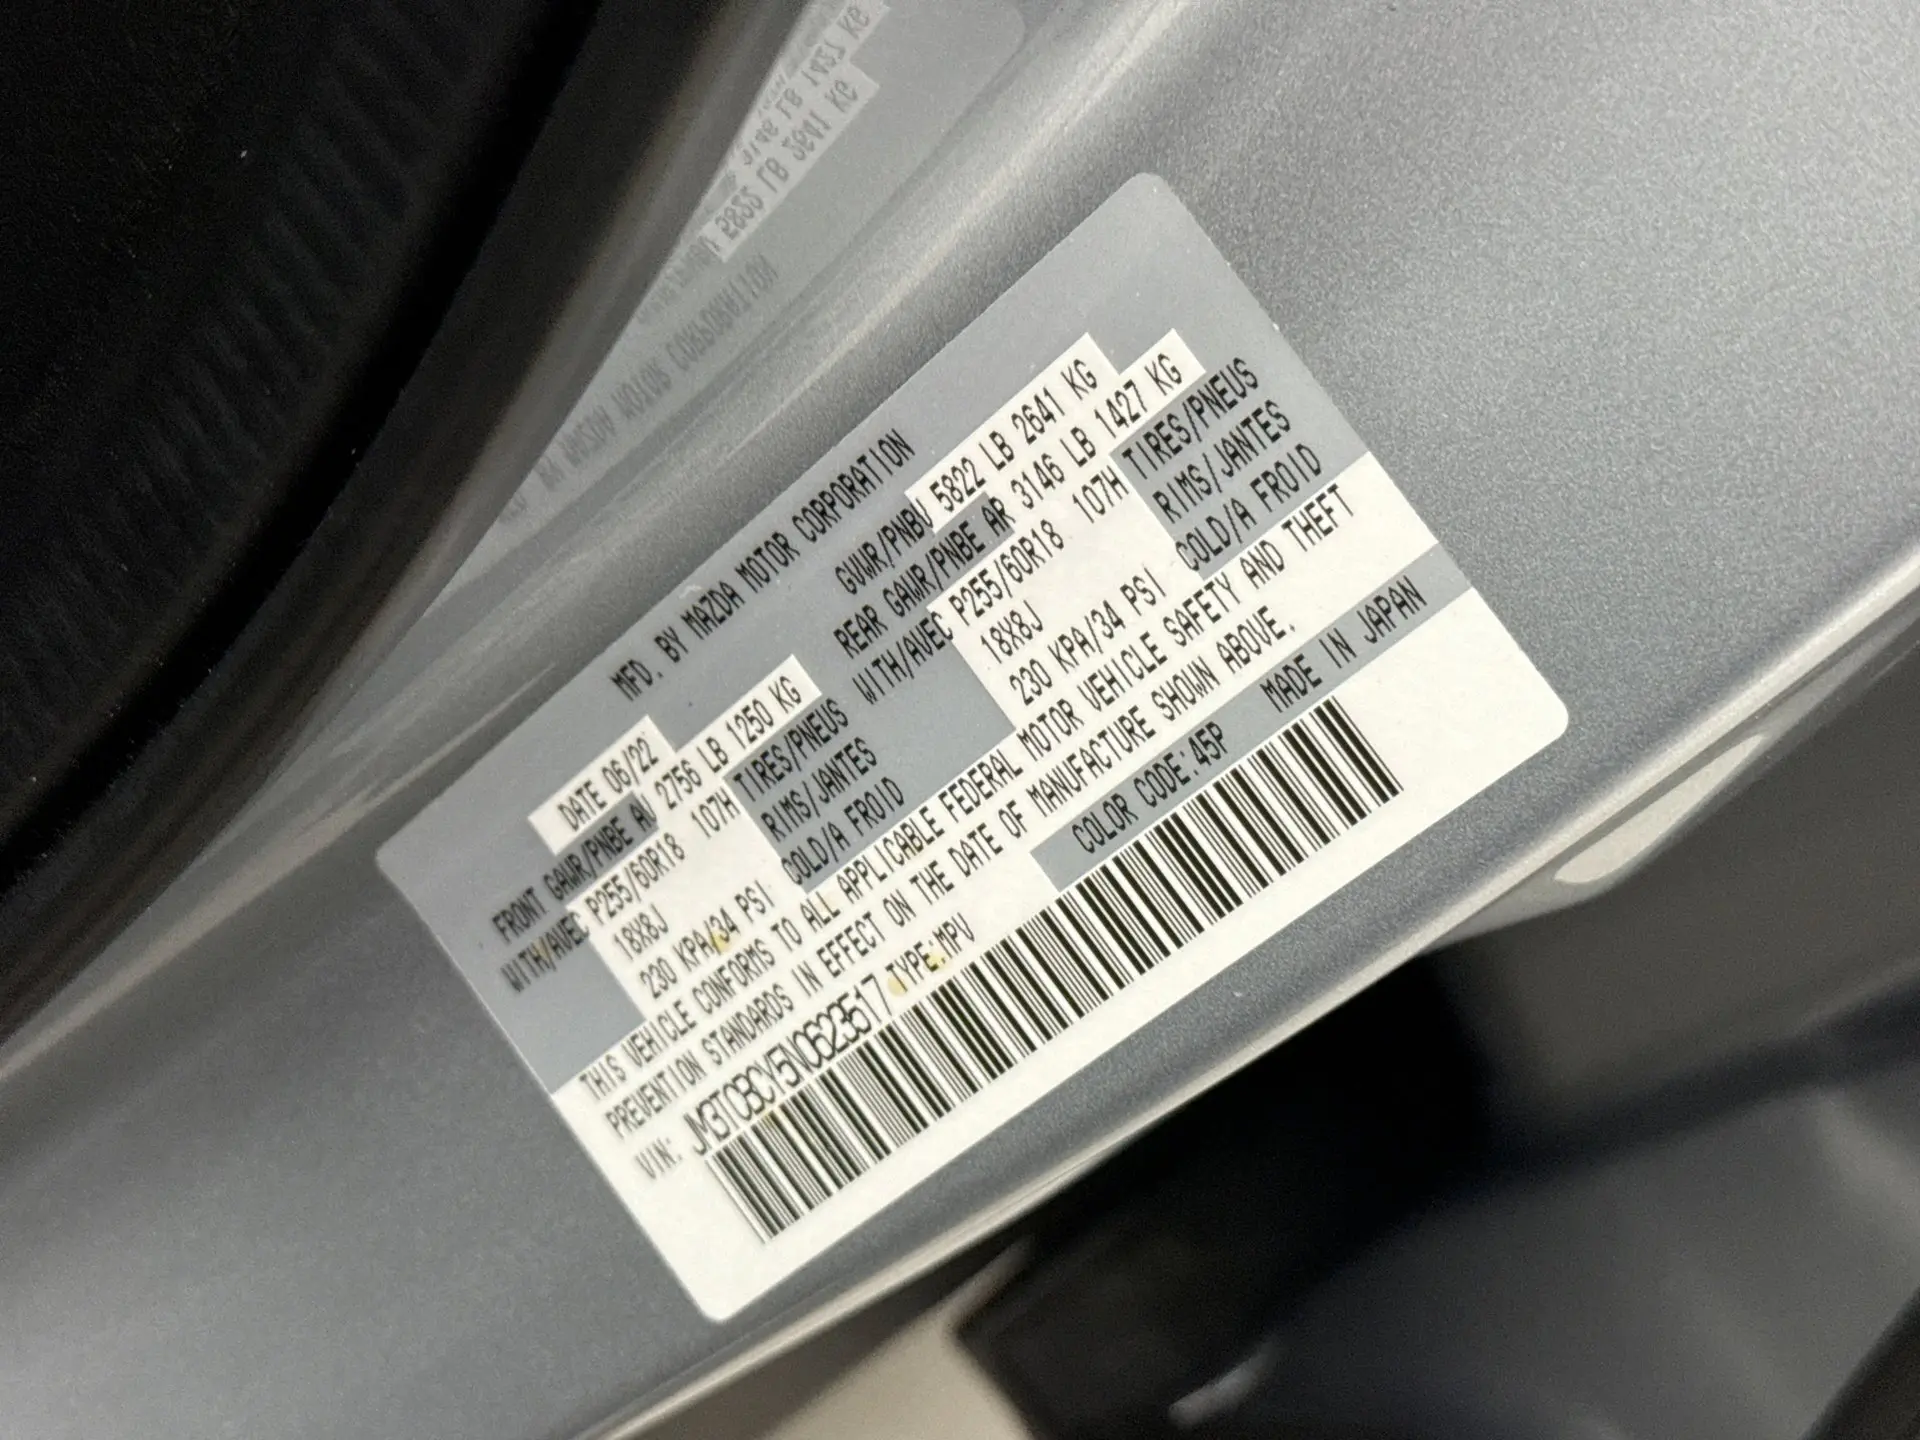 MFD. BY MAZDA MOTOR CORPORATION
DATE 06/22 GVWR/PNBV 5822 LB 2641 KG
FRONT GAWR/PNBE AV 2756 LB 1250 KG REAR GAWR/PNBE AR 3146 LB 1427 KG
WITH/AVEC P255/60R18 107H TIRES/PNEUS WITH/AVEC P255/60R18 107H TIRES/PNEUS
18X8J RIMS/JANTES 18X8J RIMS/JANTES
230 KPA/34 PSI COLD/A FROID 230 KPA/34 PSI COLD/A FROID
THIS VEHICLE CONFORMS TO ALL APPLICABLE FEDERAL MOTOR VEHICLE SAFETY AND THEFT
PREVENTION STANDARDS IN EFFECT ON THE DATE OF MANUFACTURE SHOWN ABOVE.
VIN: JM3TCBCY5N0623517 TYPE:MPV COLOR CODE:45P MADE IN JAPAN